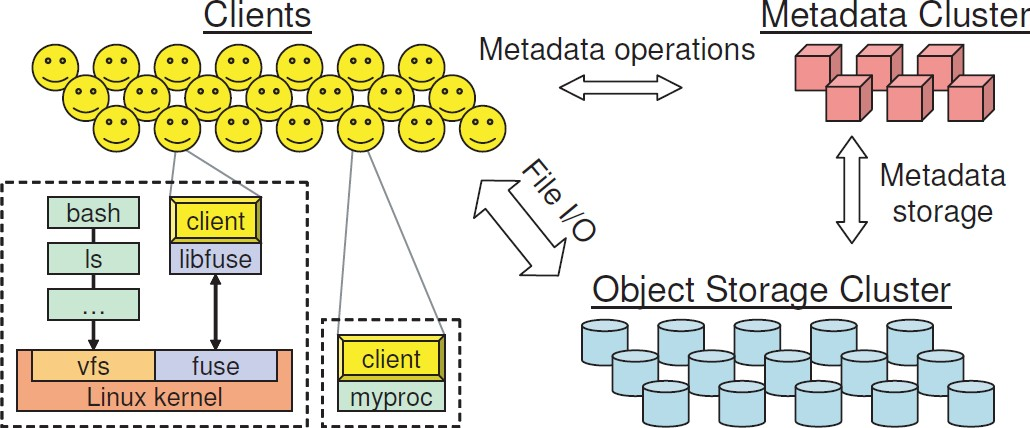 Clients
Metadata operations
Metadata Cluster
Metadata
storage
File I/O
Object Storage Cluster
bash
ls
...
client
libfuse
vfs
fuse
Linux kernel
client
myproc